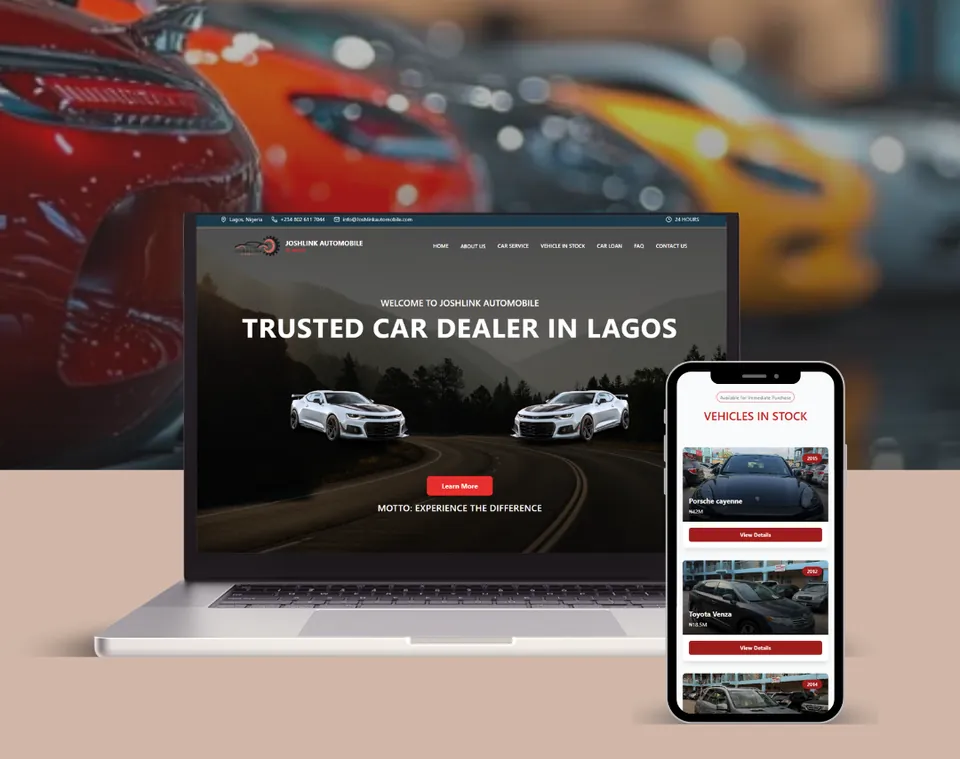 Lagos, Nigeria +234 802 611 7844 info@Joshlinkautomobile.com 24 HOURS
JOSHLINK AUTOMOBILE
HOME ABOUT US CAR SERVICE VEHICLE IN STOCK CAR LOAN FAQ CONTACT US
WELCOME TO JOSHLINK AUTOMOBILE
TRUSTED CAR DEALER IN LAGOS
Learn More
MOTTO: EXPERIENCE THE DIFFERENCE
Available for Immediate Purchase
VEHICLES IN STOCK
2015
Porsche cayenne
₦42M
View Details
2012
Toyota Venza
₦18.5M
View Details
2014